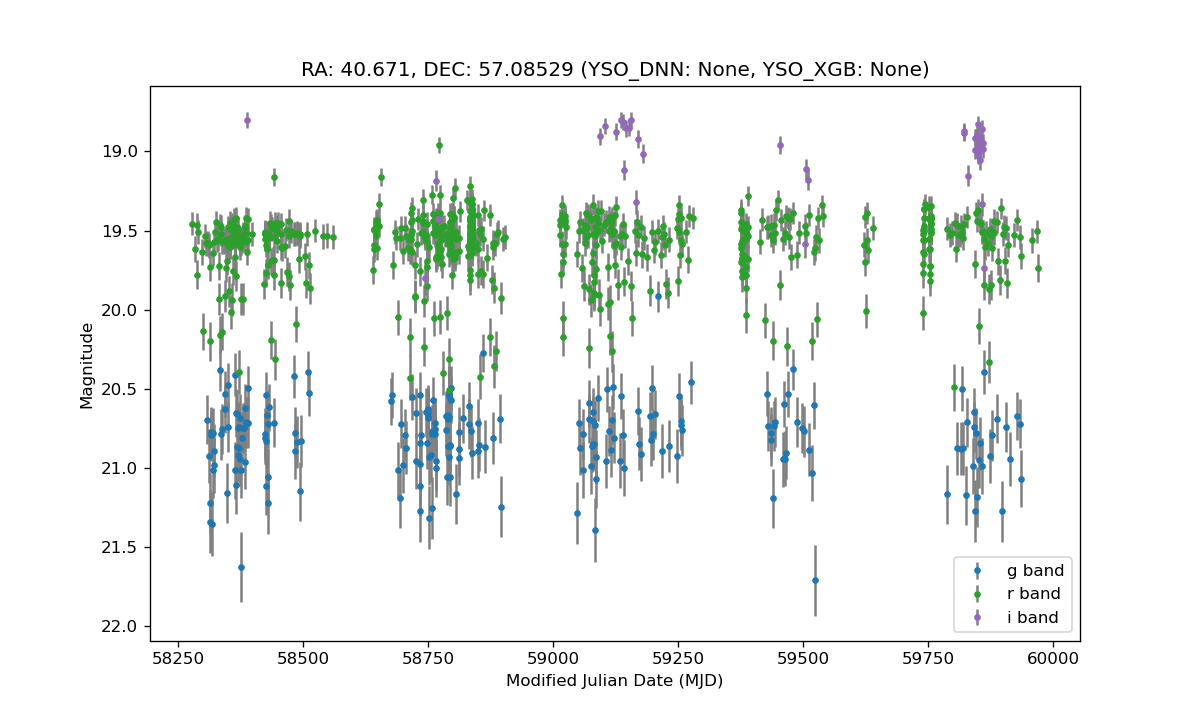 RA: 40.671, DEC: 57.08529 (YSO_DNN: None, YSO_XGB: None)
Magnitude
19.0
19.5
20.0
20.5
21.0
21.5
22.0
g band
r band
i band
58250 58500 58750 59000 59250 59500 59750 60000
Modified Julian Date (MJD)